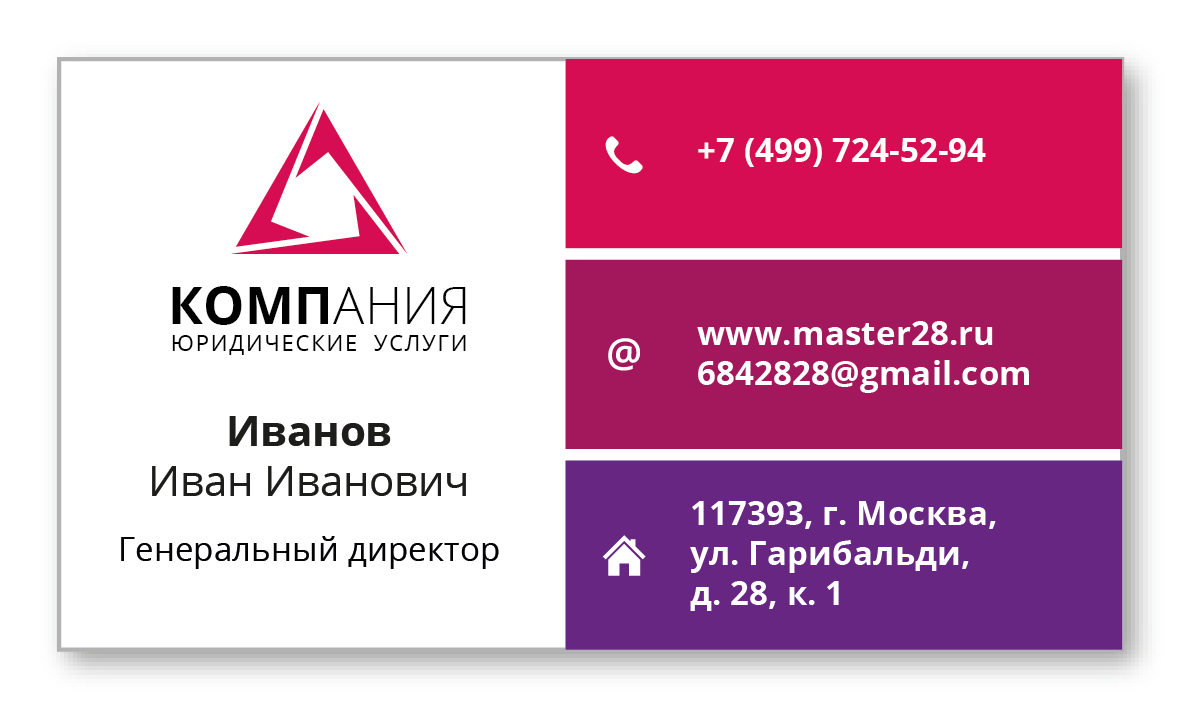 КОМПАНИЯ
ЮРИДИЧЕСКИЕ УСЛУГИ
Иванов
Иван Иванович
Генеральный директор
+7 (499) 724-52-94
@
www.master28.ru
6842828@gmail.com
117393, г. Москва,
ул. Гарибальди,
д. 28, к. 1